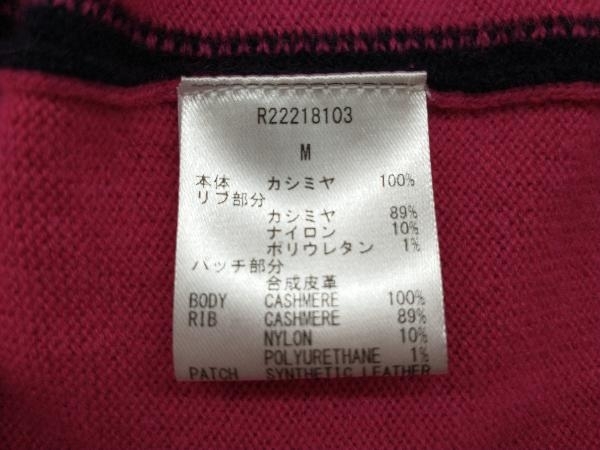 R22218103
M
本体 カシミヤ 100%
リブ部分
カシミヤ 89%
ナイロン 10%
ポリウレタン 1%
パッチ部分
合成皮革
BODY CASHMERE 100%
RIB CASHMERE 89%
NYLON 10%
POLYURETHANE 1%
PATCH SYNTHETIC LEATHER